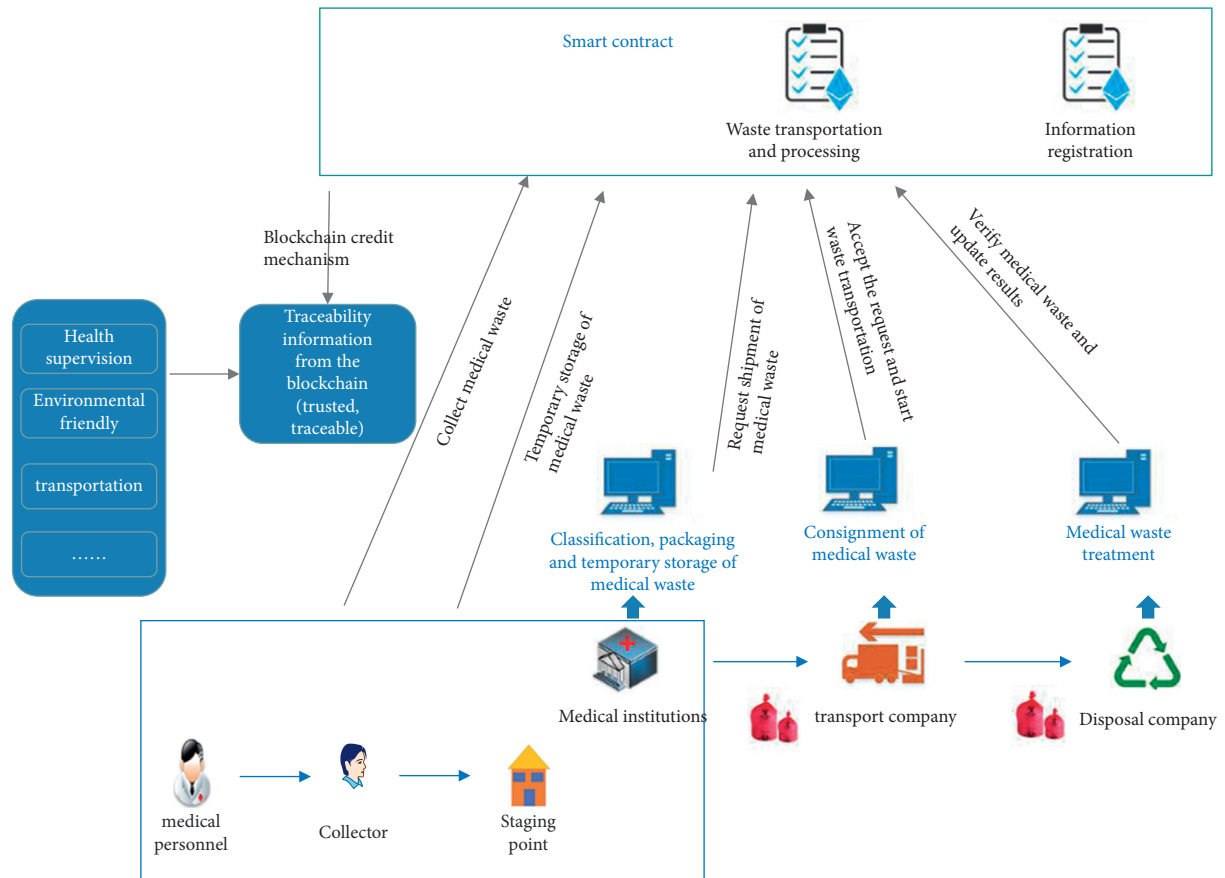 Smart contract
Waste transportation
and processing
Information
registration
Blockchain credit
mechanism
Health
supervision
Environmental
friendly
transportation
……
Traceability
information
from the
blockchain
(trusted,
traceable)
Collect medical waste
Temporary storage of
medical waste
Request shipment of
medical waste
Accept the request and start
waste transportation
Verify medical waste and
update results
Classification, packaging
and temporary storage of
medical waste
Consignment of
medical waste
Medical waste
treatment
Medical institutions
transport company
Disposal company
medical
personnel
Collector
Staging
point